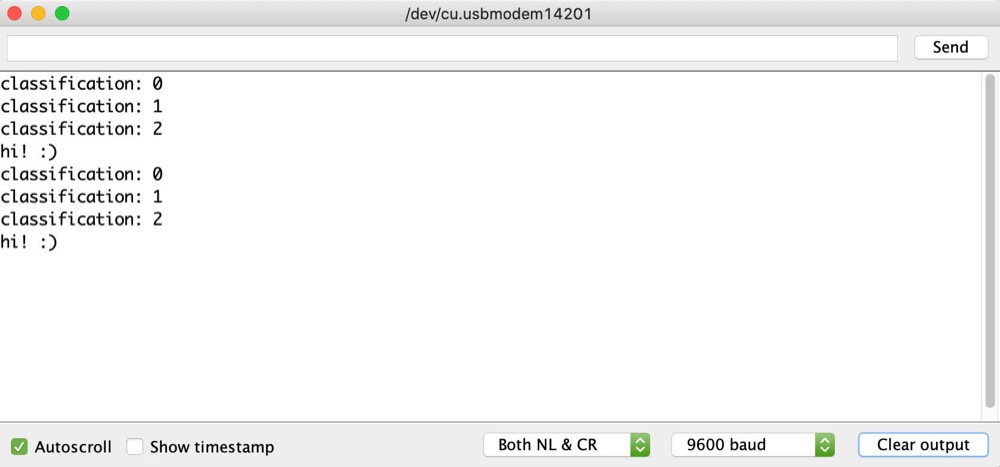 /dev/cu.usbmodem14201
Send
classification: 0
classification: 1
classification: 2
hi! :)
classification: 0
classification: 1
classification: 2
hi! :)
Autoscroll
Show timestamp
Both NL & CR
9600 baud
Clear output